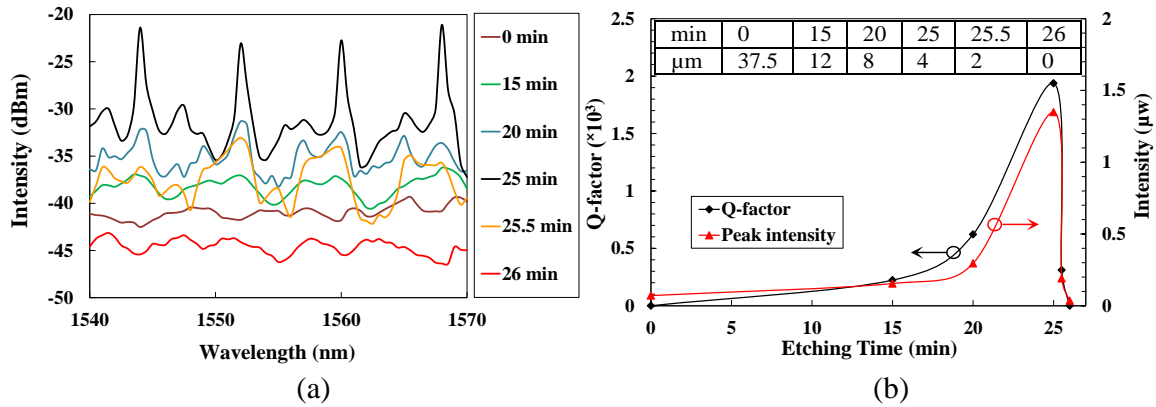 -20
-25
-30
-35
-40
-45
-50
Intensity (dBm)
1540 1550 1560 1570
Wavelength (nm)
0 min
15 min
20 min
25 min
25.5 min
26 min
(a)
min 0 15 20 25 25.5 26
µm 37.5 12 8 4 2 0
2.5
2
1.5
1
0.5
0
Q-factor (×10³)
2
1.5
1
0.5
0
Intensity (µw)
Q-factor
Peak intensity
0 5 10 15 20 25
Etching Time (min)
(b)